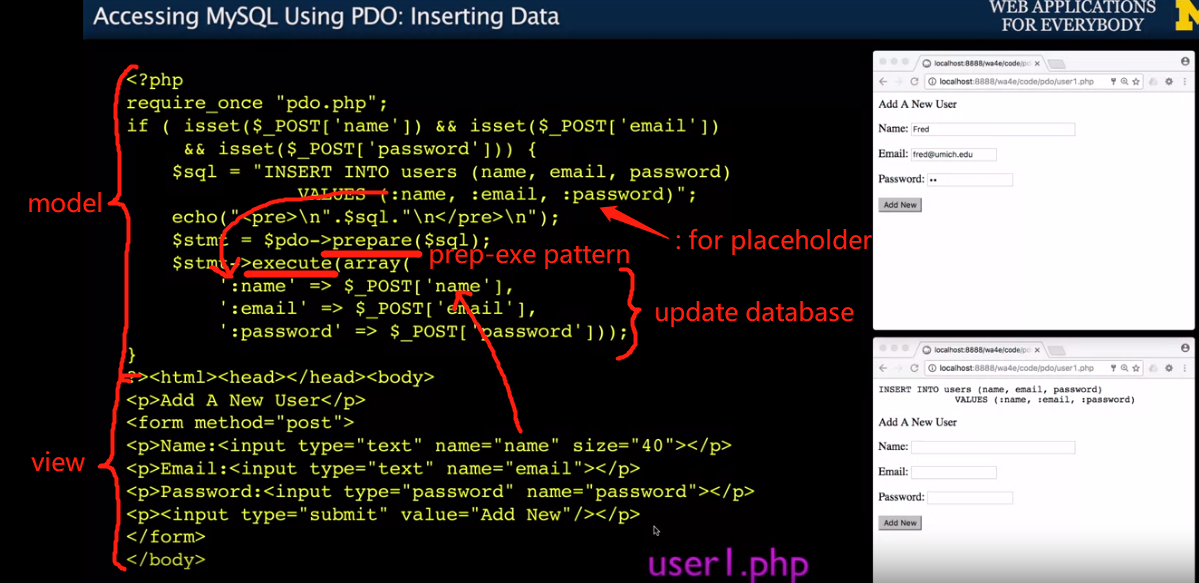 Accessing MySQL Using PDO: Inserting Data
WEB APPLICATIONS
FOR EVERYBODY
<?php
require_once "pdo.php";
if ( isset($_POST['name']) && isset($_POST['email'])
&& isset($_POST['password'])) {
$sql = "INSERT INTO users (name, email, password)
VALUES (:name, :email, :password)";
echo("<pre>\n".$sql."\n</pre>\n");
$stmt = $pdo->prepare($sql);
$stmt->execute(array(
':name' => $_POST['name'],
':email' => $_POST['email'],
':password' => $_POST['password']));
}
?><html><head></head><body>
<p>Add A New User</p>
<form method="post">
<p>Name:<input type="text" name="name" size="40"></p>
<p>Email:<input type="text" name="email"></p>
<p>Password:<input type="password" name="password"></p>
<p><input type="submit" value="Add New"/></p>
</form>
</body>
model
view
: for placeholder
prep-exe pattern
update database
user1.php
localhost:8888/wa4e/code/pd
localhost:8888/wa4e/code/pdo/user1.php
Add A New User
Name: Fred
Email: fred@umich.edu
Password: ••
Add New
localhost:8888/wa4e/code/pd
localhost:8888/wa4e/code/pdo/user1.php
INSERT INTO users (name, email, password)
VALUES (:name, :email, :password)
Add A New User
Name:
Email:
Password:
Add New